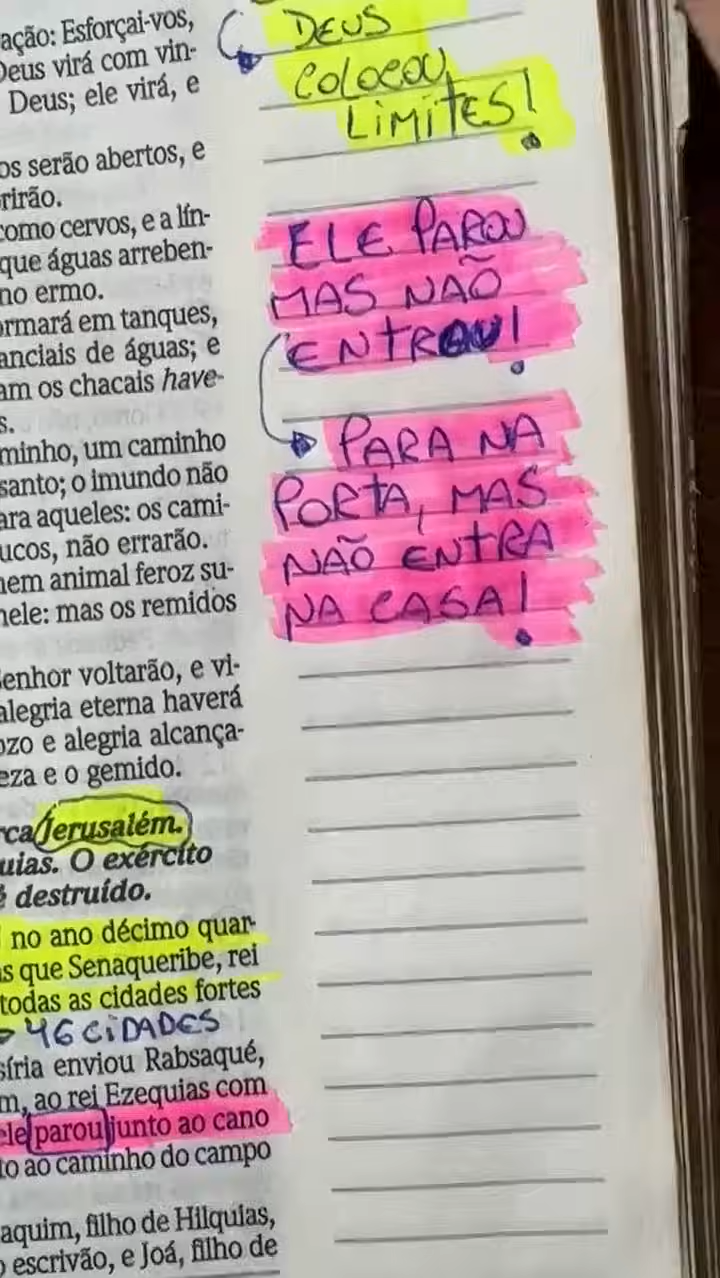 ação: Esforçai-vos,
Deus virá com vin-
Deus; ele virá, e
os serão abertos, e
rirão.
como cervos, e a lín-
que águas arreben-
no ermo.
ormará em tanques,
anciais de águas; e
am os chacais have-
s.
minho, um caminho
santo; o imundo não
ara aqueles: os cami-
ucos, não errarão.
nem animal feroz su-
nele: mas os remidos
Senhor voltarão, e vi-
alegria eterna haverá
ozo e alegria alcança-
eza e o gemido.
rca Jerusalém.
uias. O exército
é destruído.
no ano décimo quar-
as que Senaqueribe, rei
todas as cidades fortes
46 CIDADES
síria enviou Rabsaqué,
m, ao rei Ezequias com
ele parou junto ao cano
to ao caminho do campo
aquim, filho de Hilquias,
o escrivão, e Joá, filho de
DEUS
COLOCOU
LIMITES!
ELE PAROU
MAS NÃO
ENTROU!
PARA NA
PORTA, MAS
NÃO ENTRA
NA CASA!